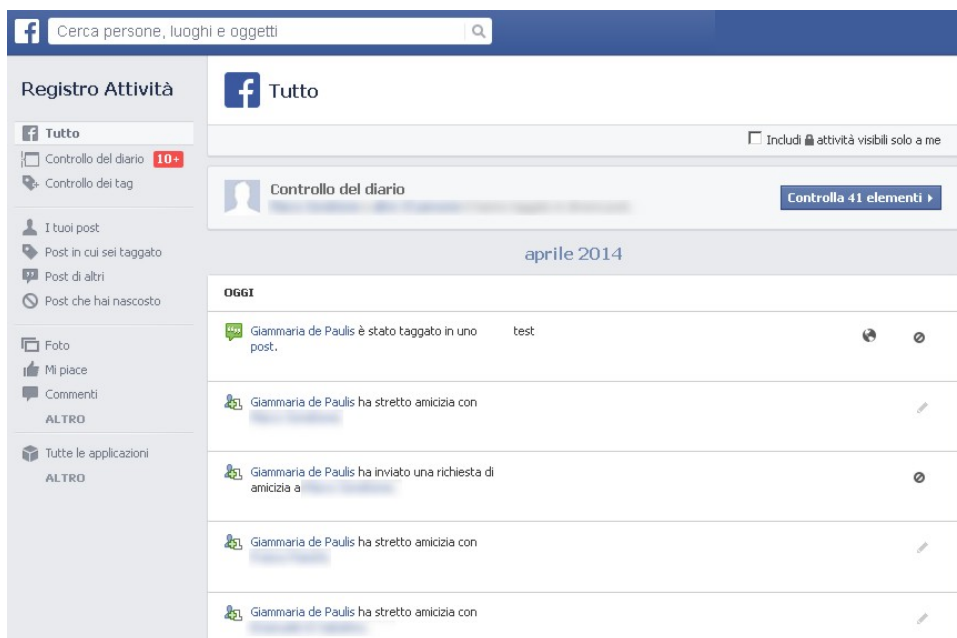 Cerca persone, luoghi e oggetti
Registro Attività
Tutto
Controllo del diario 10+
Controllo dei tag
I tuoi post
Post in cui sei taggato
Post di altri
Post che hai nascosto
Foto
Mi piace
Commenti
ALTRO
Tutte le applicazioni
ALTRO
Tutto
Includi attività visibili solo a me
Controllo del diario
Controlla 41 elementi
aprile 2014
OGGI
Giammaria de Paulis è stato taggato in uno
post.
test
Giammaria de Paulis ha stretto amicizia con
Giammaria de Paulis ha inviato una richiesta di
amicizia a
Giammaria de Paulis ha stretto amicizia con
Giammaria de Paulis ha stretto amicizia con